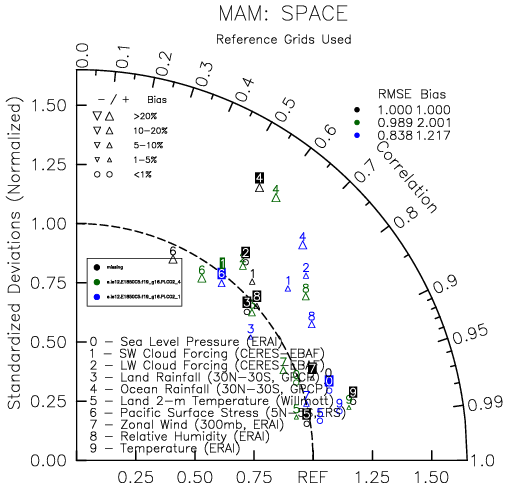 MAM: SPACE
Reference Grids Used
0.0 0.1 0.2 0.3 0.4 0.5 0.6 0.7 0.8 0.9 0.95 0.99 1.0
Correlation
Standardized Deviations (Normalized)
1.50
1.25
1.00
0.75
0.50
0.25
0.00
0.25 0.50 0.75 REF 1.25 1.50
− / + Bias
>20%
10−20%
5−10%
1−5%
<1%
RMSE Bias
1.000 1.000
0.989 2.001
0.838 1.217
missing
0 − Sea Level Pressure (ERAI)
1 − SW Cloud Forcing (CERES−EBAF)
2 − LW Cloud Forcing (CERES−EBAF)
3 − Land Rainfall (30N−30S, GPCP)
4 − Ocean Rainfall (30N−30S, GPCP)
5 − Land 2−m Temperature (Willmott)
6 − Pacific Surface Stress (5N−5S,ERS)
7 − Zonal Wind (300mb, ERAI)
8 − Relative Humidity (ERAI)
9 − Temperature (ERAI)